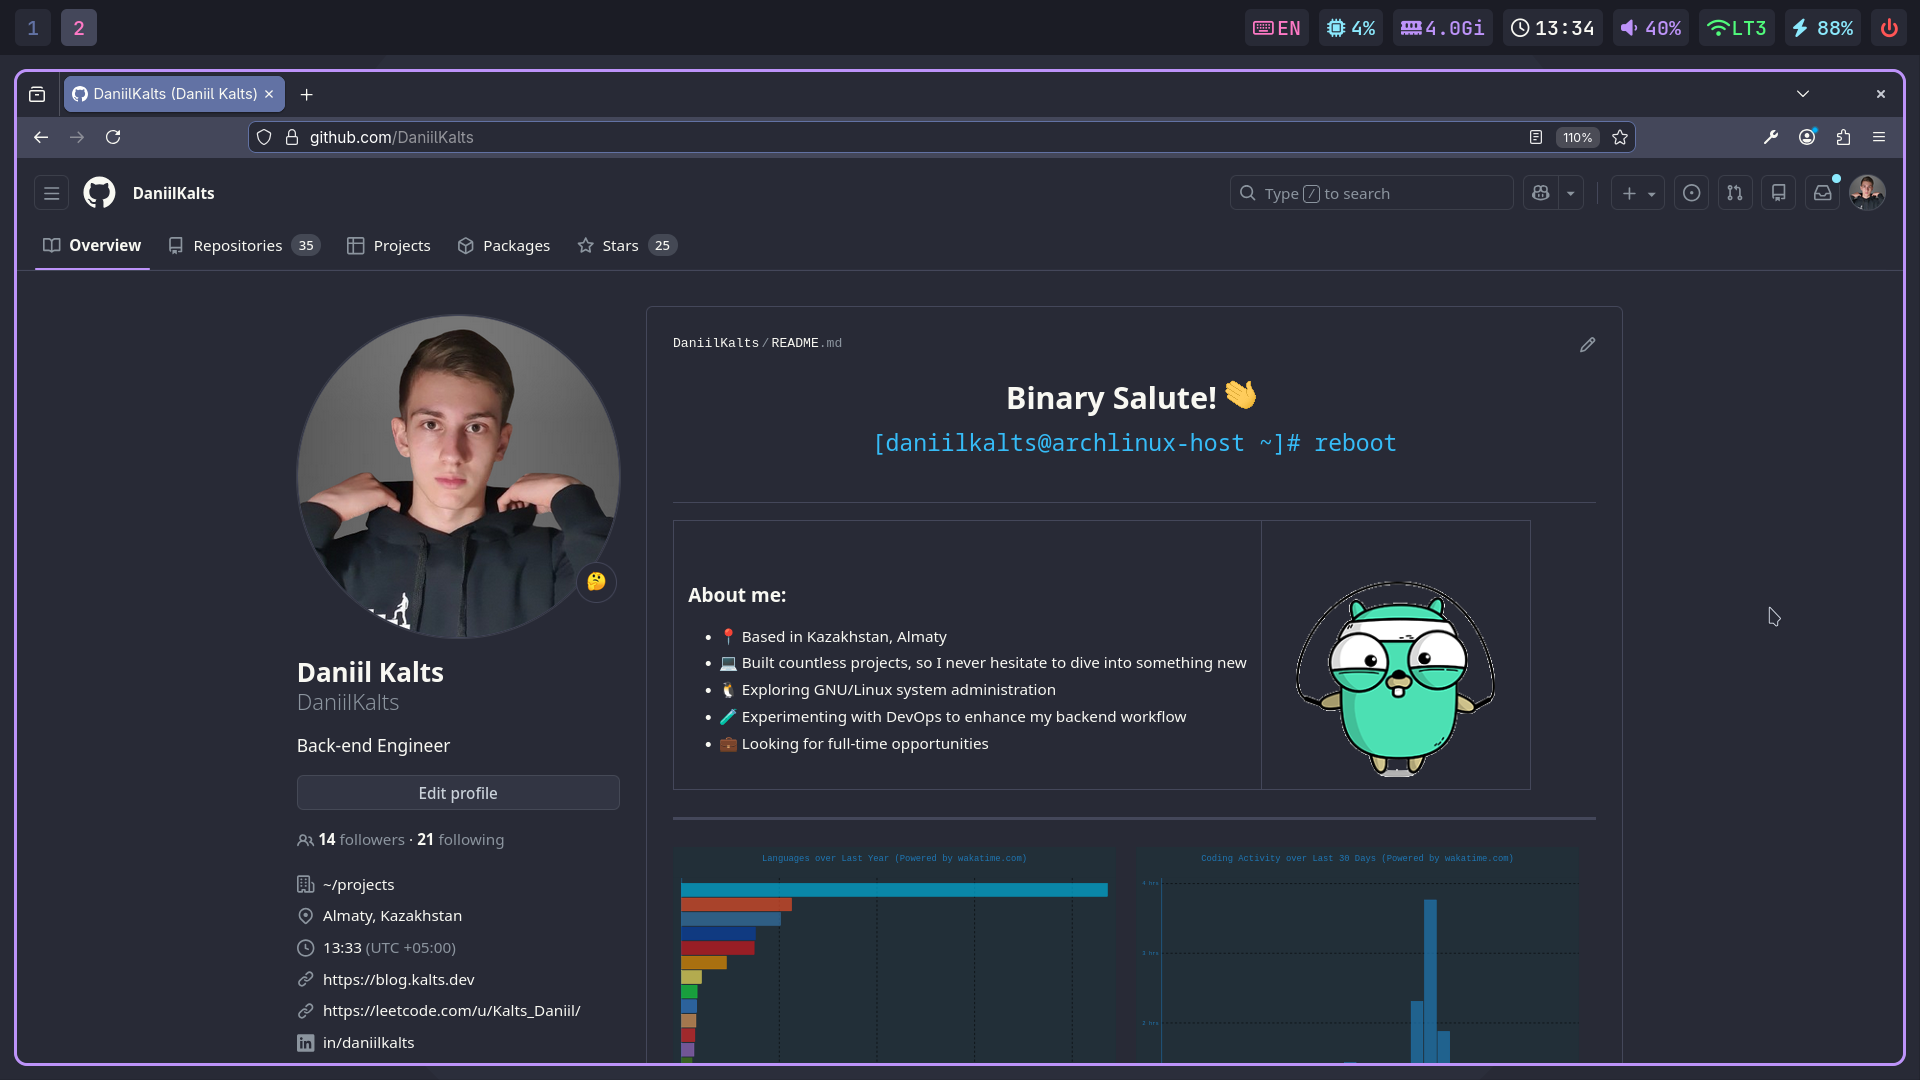 1 2 EN 4% 4.0Gi 13:34 40% LT3 88%
DaniilKalts (Daniil Kalts)
github.com/DaniilKalts 110%
DaniilKalts Type / to search
Overview Repositories 35 Projects Packages Stars 25
DaniilKalts/README.md
Binary Salute! 👋
[daniilkalts@archlinux-host ~]# reboot
About me:
• 📍 Based in Kazakhstan, Almaty
• 💻 Built countless projects, so I never hesitate to dive into something new
• 🐧 Exploring GNU/Linux system administration
• 🧪 Experimenting with DevOps to enhance my backend workflow
• 💼 Looking for full-time opportunities
Daniil Kalts
DaniilKalts
Back-end Engineer
Edit profile
14 followers · 21 following
~/projects
Almaty, Kazakhstan
13:33 (UTC +05:00)
https://blog.kalts.dev
https://leetcode.com/u/Kalts_Daniil/
in/daniilkalts
Languages over Last Year (Powered by wakatime.com)
Coding Activity over Last 30 Days (Powered by wakatime.com)
4 hrs
3 hrs
2 hrs